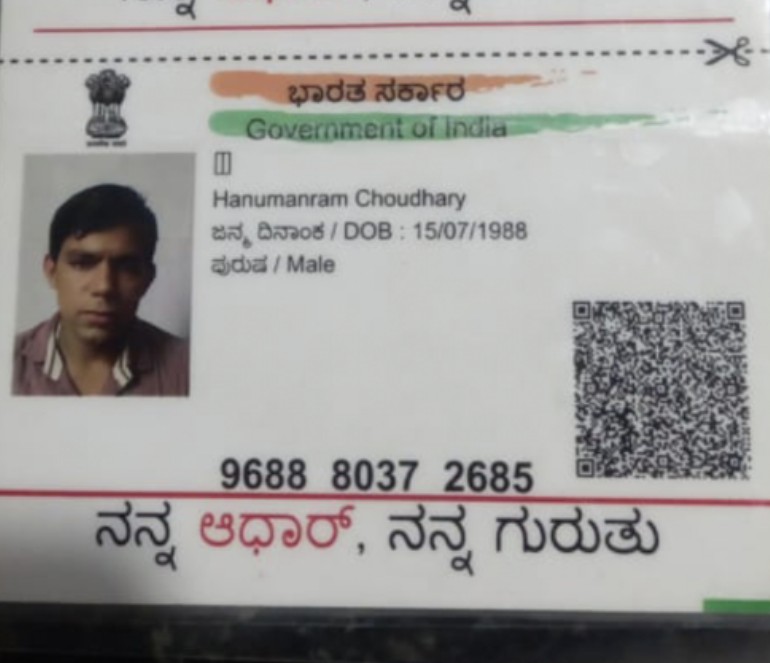 ಭಾರತ ಸರ್ಕಾರ
Government of India
Hanumanram Choudhary
ಜನ್ಮ ದಿನಾಂಕ / DOB : 15/07/1988
ಪುರುಷ / Male
9688 8037 2685
ನನ್ನ ಆಧಾರ್, ನನ್ನ ಗುರುತು